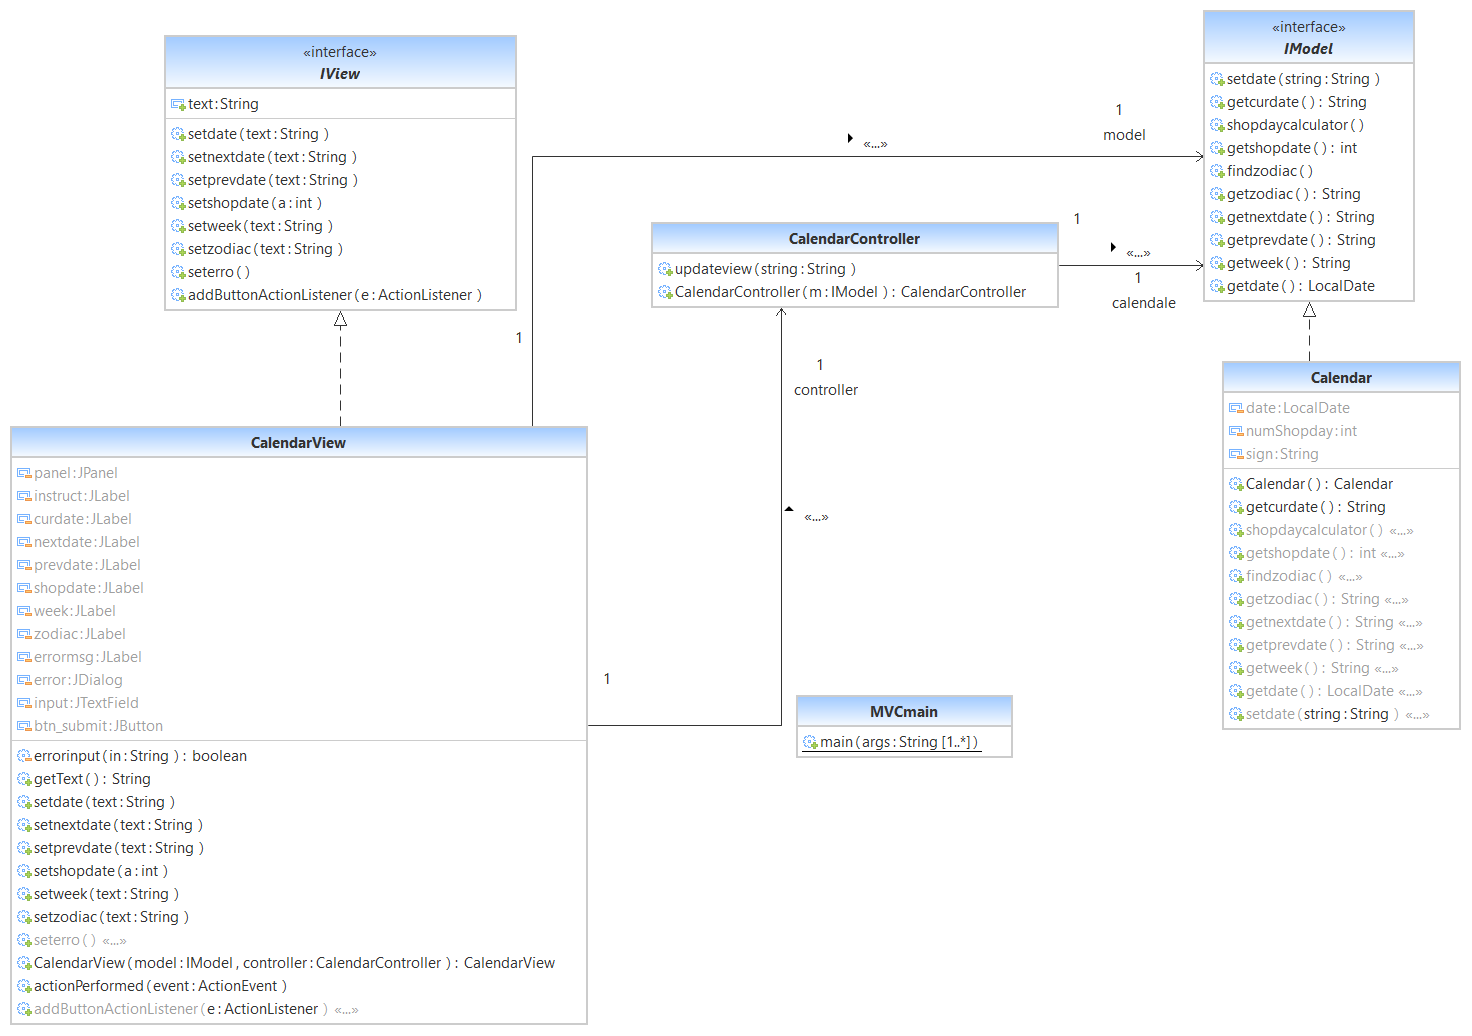 «interface»
IView
text:String
setdate(text:String )
setnextdate(text:String )
setprevdate(text:String )
setshopdate(a:int )
setweek(text:String )
setzodiac(text:String )
seterro()
addButtonActionListener(e:ActionListener )
«interface»
IModel
setdate(string:String )
getcurdate(): String
shopdaycalculator()
getshopdate(): int
findzodiac()
getzodiac(): String
getnextdate(): String
getprevdate(): String
getweek(): String
getdate(): LocalDate
1
model
«...»
CalendarController
updateview(string:String )
CalendarController(m:IModel ): CalendarController
1
«...»
1
calendale
1
1
controller
«...»
1
CalendarView
panel:JPanel
instruct:JLabel
curdate:JLabel
nextdate:JLabel
prevdate:JLabel
shopdate:JLabel
week:JLabel
zodiac:JLabel
errormsg:JLabel
error:JDialog
input:JTextField
btn_submit:JButton
errorinput(in:String ): boolean
getText(): String
setdate(text:String )
setnextdate(text:String )
setprevdate(text:String )
setshopdate(a:int )
setweek(text:String )
setzodiac(text:String )
seterro() «...»
CalendarView(model:IModel,controller:CalendarController ): CalendarView
actionPerformed(event:ActionEvent )
addButtonActionListener(e:ActionListener ) «...»
MVCmain
main(args:String[1..*])
Calendar
date:LocalDate
numShopday:int
sign:String
Calendar(): Calendar
getcurdate(): String
shopdaycalculator() «...»
getshopdate(): int «...»
findzodiac() «...»
getzodiac(): String «...»
getnextdate(): String «...»
getprevdate(): String «...»
getweek(): String «...»
getdate(): LocalDate «...»
setdate(string:String ) «...»